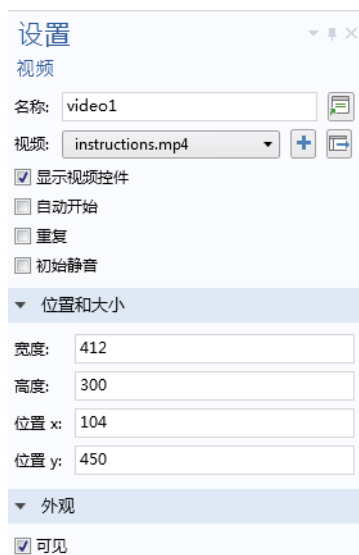 设置
视频
名称: video1
视频: instructions.mp4
显示视频控件
自动开始
重复
初始静音
位置和大小
宽度: 412
高度: 300
位置 x: 104
位置 y: 450
外观
可见